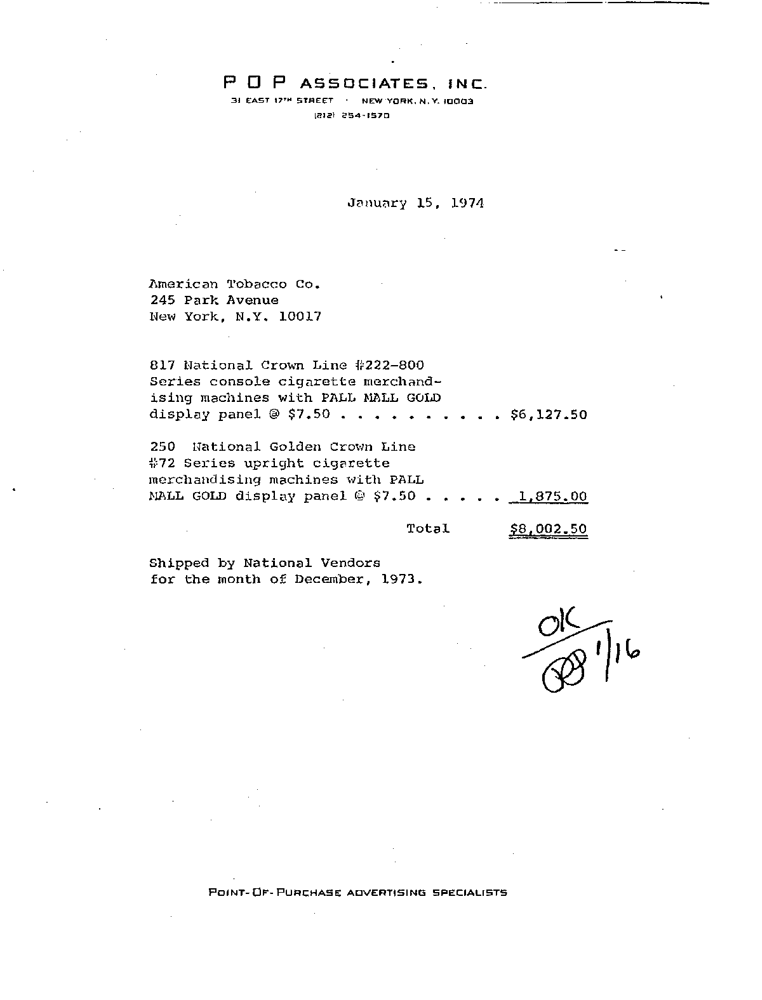 POP ASSOCIATES, INC.
31 EAST 17TH STREET · NEW YORK, N.Y. 10003
(212) 254-1570
January 15, 1974
American Tobacco Co.
245 Park Avenue
New York, N.Y. 10017
817 National Crown Line #222-800
Series console cigarette merchand-
ising machines with PALL MALL GOLD
display panel @ $7.50 . . . . . . . . . . $6,127.50
250 National Golden Crown Line
#72 Series upright cigarette
merchandising machines with PALL
MALL GOLD display panel @ $7.50 . . . . . 1,875.00
Total $8,002.50
Shipped by National Vendors
for the month of December, 1973.
OK
1/16
POINT-OF-PURCHASE ADVERTISING SPECIALISTS